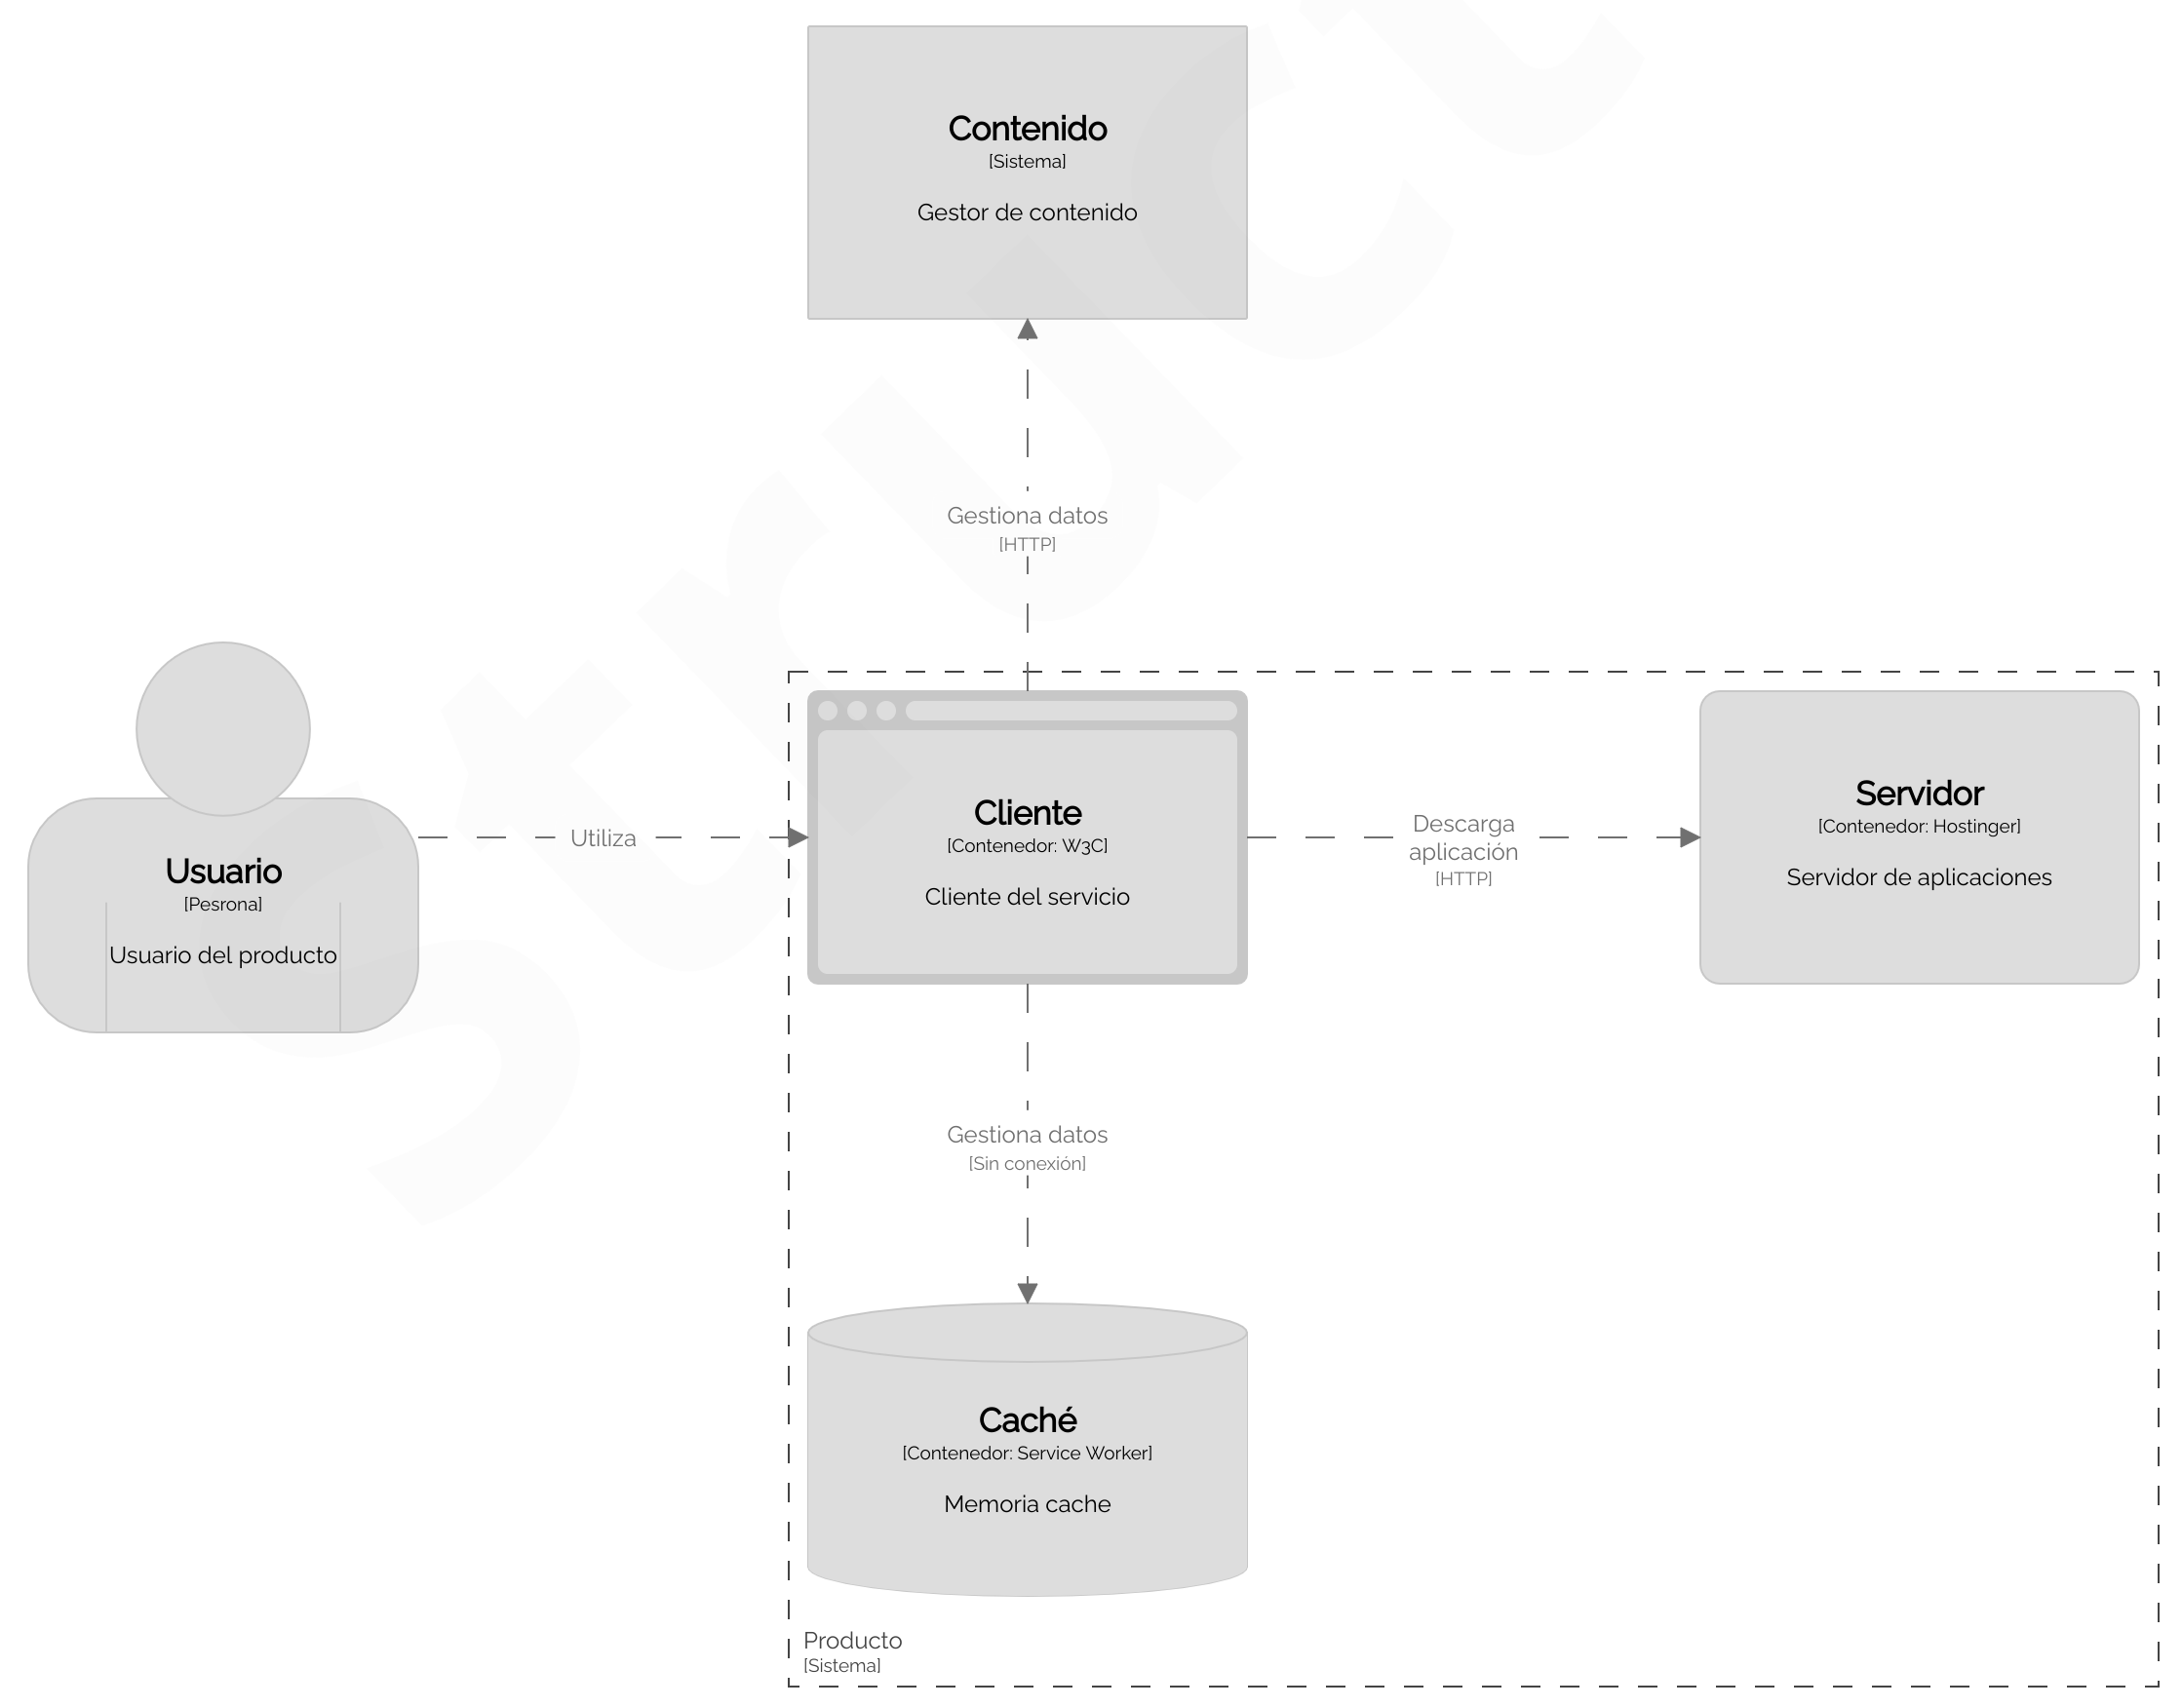 Contenido
[Sistema]
Gestor de contenido
Gestiona datos
[HTTP]
Usuario
[Pesrona]
Usuario del producto
Utiliza
Cliente
[Contenedor: W3C]
Cliente del servicio
Descarga
aplicación
[HTTP]
Servidor
[Contenedor: Hostinger]
Servidor de aplicaciones
Gestiona datos
[Sin conexión]
Caché
[Contenedor: Service Worker]
Memoria cache
Producto
[Sistema]
Struct